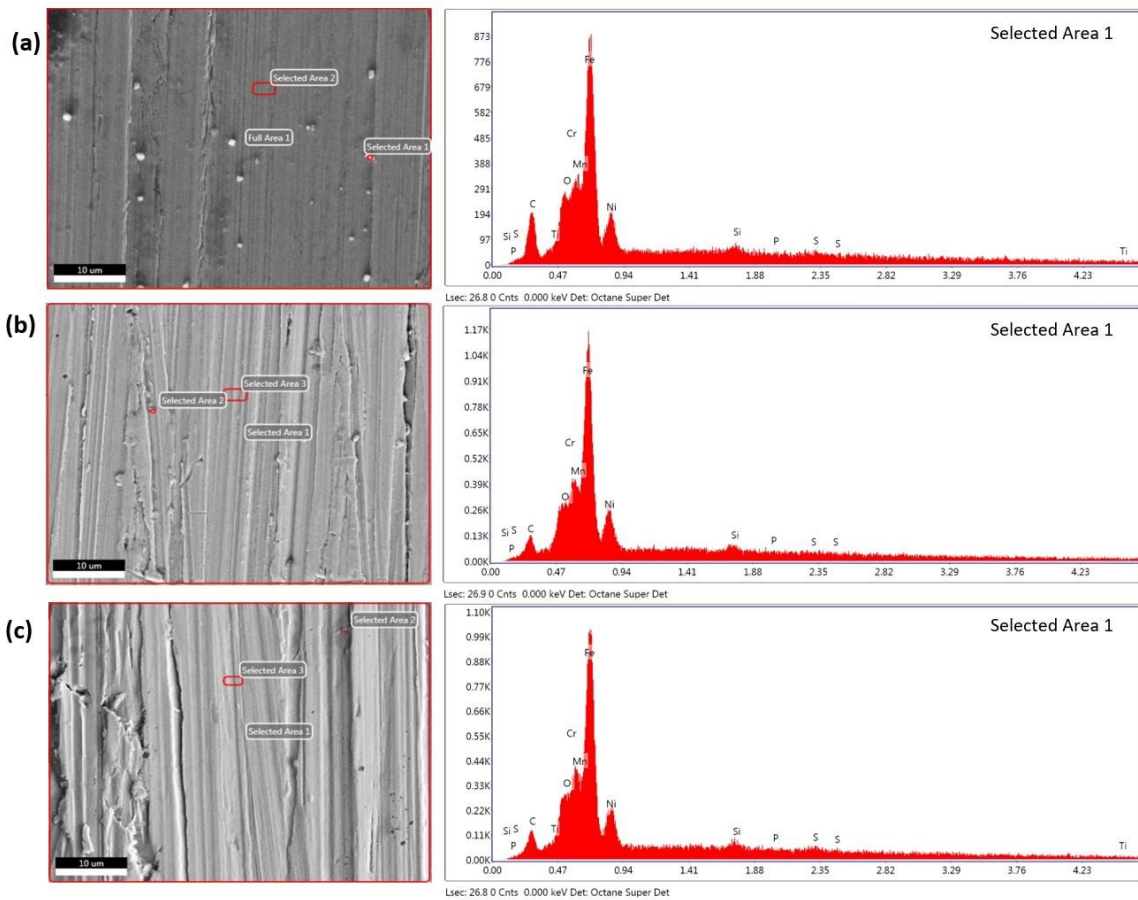 (a)
Selected Area 2
Full Area 1
Selected Area 1
10 um
Selected Area 1
873
776
679
582
485
388
291
194
97
0
Fe
Cr
Mn
O
C
Ni
Si S
P
Ti
Si
P
S
S
Ti
0.00 0.47 0.94 1.41 1.88 2.35 2.82 3.29 3.76 4.23
Lsec: 26.8 0 Cnts 0.000 keV Det: Octane Super Det
(b)
Selected Area 3
Selected Area 2
Selected Area 1
10 um
Selected Area 1
1.17K
1.04K
0.91K
0.78K
0.65K
0.52K
0.39K
0.26K
0.13K
0.00K
Fe
Cr
Mn
O
Ni
Si S C
P
Si
P
S
S
0.00 0.47 0.94 1.41 1.88 2.35 2.82 3.29 3.76 4.23
Lsec: 26.9 0 Cnts 0.000 keV Det: Octane Super Det
(c)
Selected Area 2
Selected Area 3
Selected Area 1
10 um
Selected Area 1
1.10K
0.99K
0.88K
0.77K
0.66K
0.55K
0.44K
0.33K
0.22K
0.11K
0.00K
Fe
Cr
Mn
O
Ni
C
Si S
P
Ti
Si
P
S
S
Ti
0.00 0.47 0.94 1.41 1.88 2.35 2.82 3.29 3.76 4.23
Lsec: 26.8 0 Cnts 0.000 keV Det: Octane Super Det